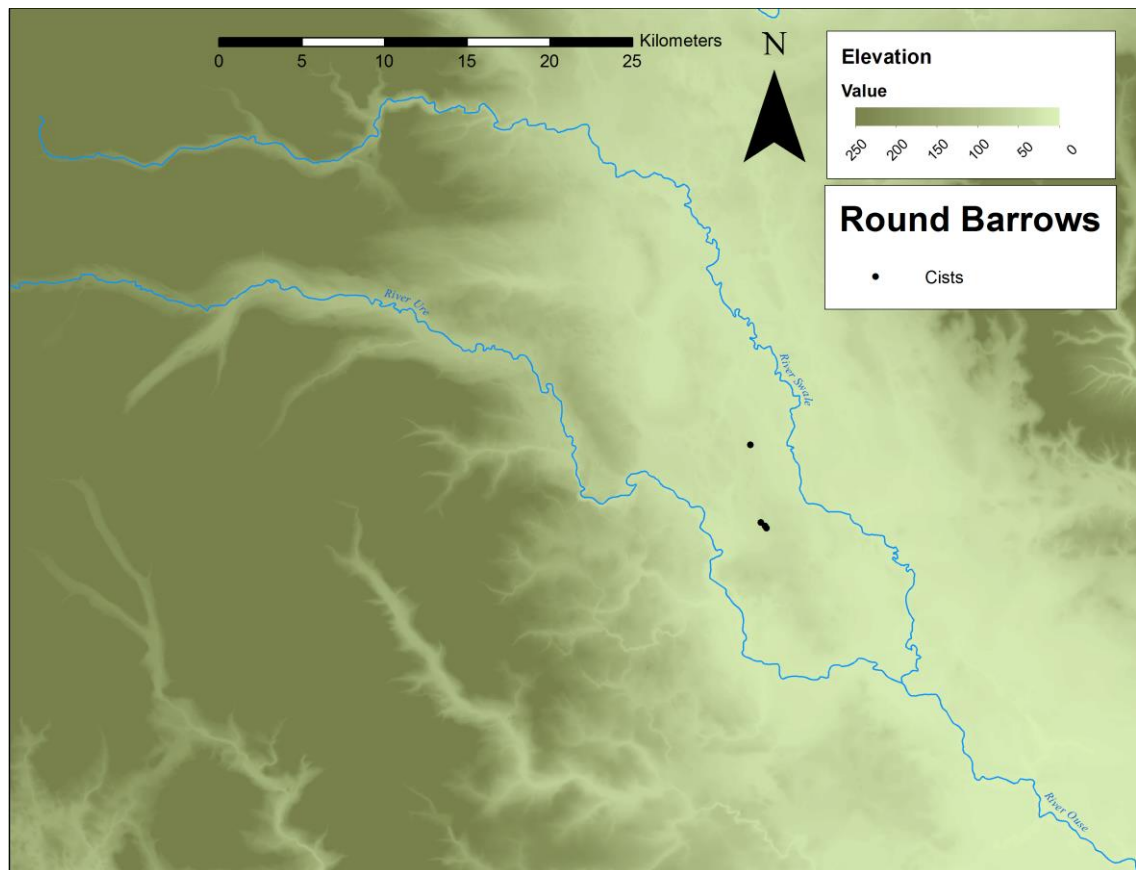 Kilometers
0 5 10 15 20 25
N
Elevation
Value
250 200 150 100 50 0
Round Barrows
Cists
River Ure
River Swale
River Ouse